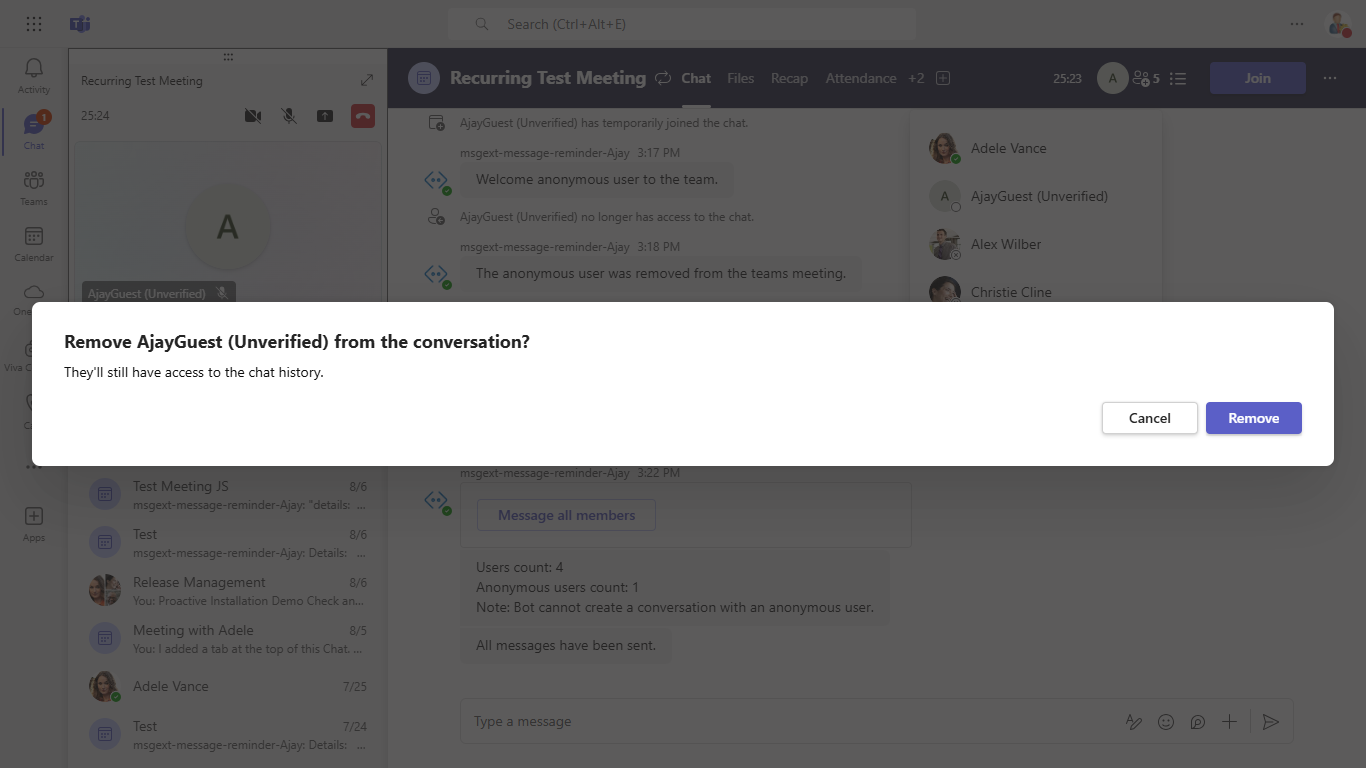 Search (Ctrl+Alt+E)
Activity
1
Chat
Teams
Calendar
Apps
Recurring Test Meeting
25:24
A
AjayGuest (Unverified)
Recurring Test Meeting
Chat
Files
Recap
Attendance
+2
25:23
A
5
Join
AjayGuest (Unverified) has temporarily joined the chat.
msgext-message-reminder-Ajay 3:17 PM
Welcome anonymous user to the team.
AjayGuest (Unverified) no longer has access to the chat.
msgext-message-reminder-Ajay 3:18 PM
The anonymous user was removed from the teams meeting.
Adele Vance
A
AjayGuest (Unverified)
Alex Wilber
Christie Cline
Remove AjayGuest (Unverified) from the conversation?
They'll still have access to the chat history.
Cancel
Remove
Test Meeting JS 8/6
msgext-message-reminder-Ajay: "details: ...
Test 8/6
msgext-message-reminder-Ajay: Details: ...
Release Management 8/6
You: Proactive Installation Demo Check an...
Meeting with Adele 8/5
You: I added a tab at the top of this Chat. ...
Adele Vance 7/25
Test 7/24
msgext-message-reminder-Ajay: Details: ...
msgext-message-reminder-Ajay 3:22 PM
Message all members
Users count: 4
Anonymous users count: 1
Note: Bot cannot create a conversation with an anonymous user.
All messages have been sent.
Type a message